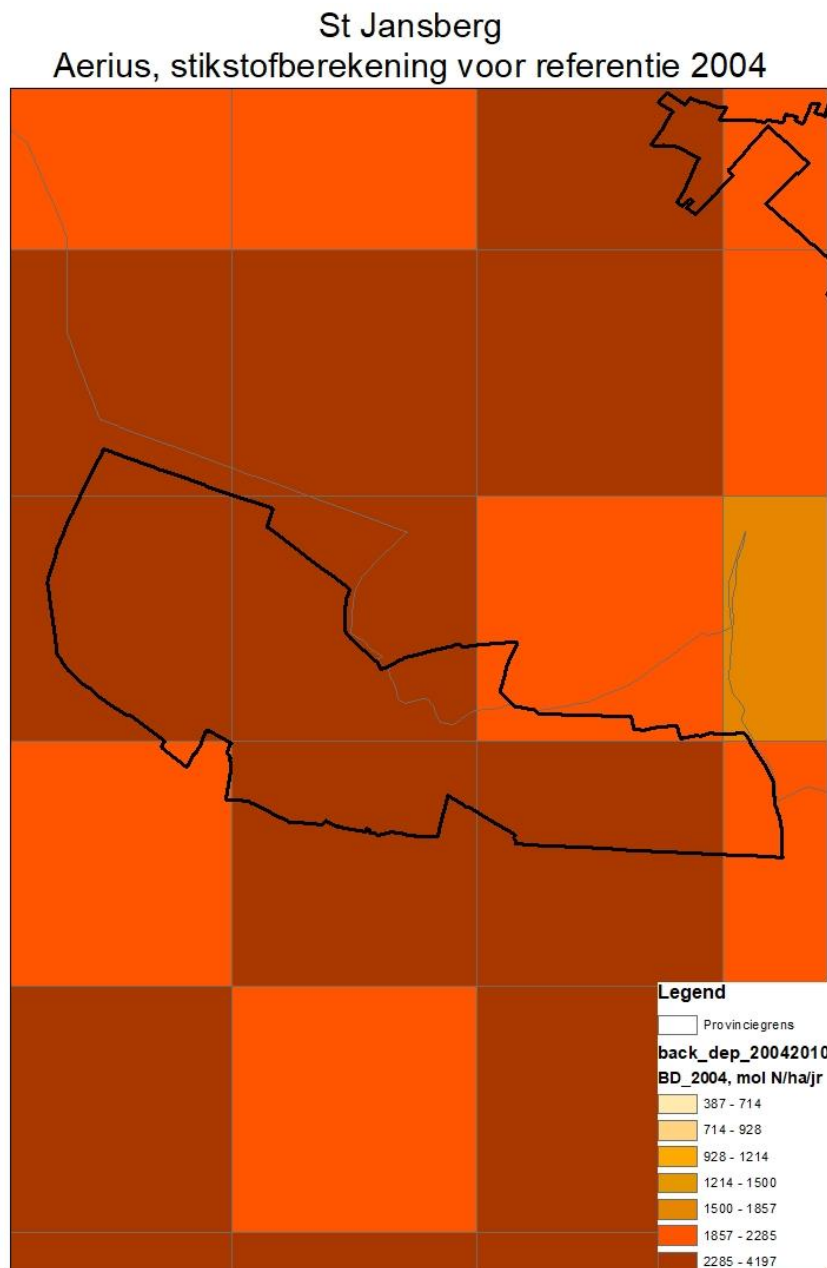 St Jansberg
Aerius, stikstofberekening voor referentie 2004
Legend
Provinciegrens
back_dep_20042010
BD_2004, mol N/ha/jr
387 - 714
714 - 928
928 - 1214
1214 - 1500
1500 - 1857
1857 - 2285
2285 - 4197